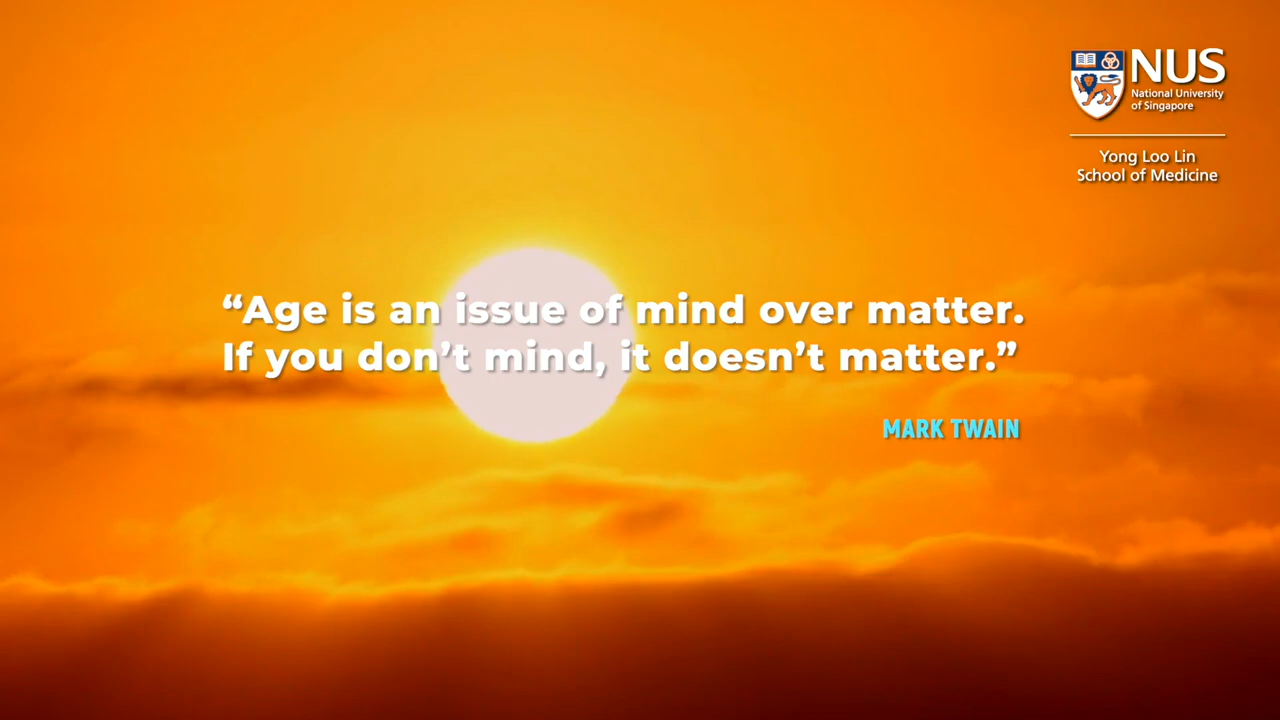 NUS
National University
of Singapore
Yong Loo Lin
School of Medicine
“Age is an issue of mind over matter.
If you don’t mind, it doesn’t matter.”
MARK TWAIN